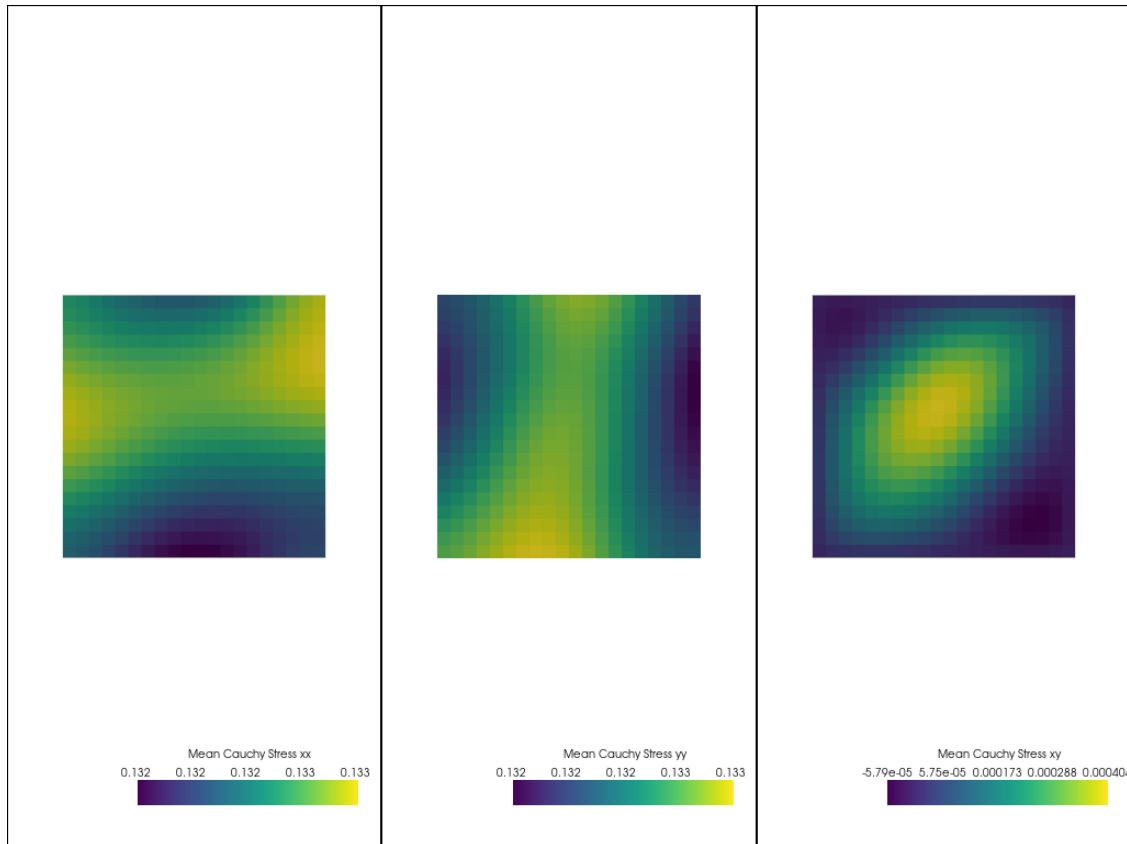 Mean Cauchy Stress xx
0.132 0.132 0.132 0.133 0.133
Mean Cauchy Stress yy
0.132 0.132 0.132 0.133 0.133
Mean Cauchy Stress xy
-5.79e-05 5.75e-05 0.000173 0.000288 0.000404